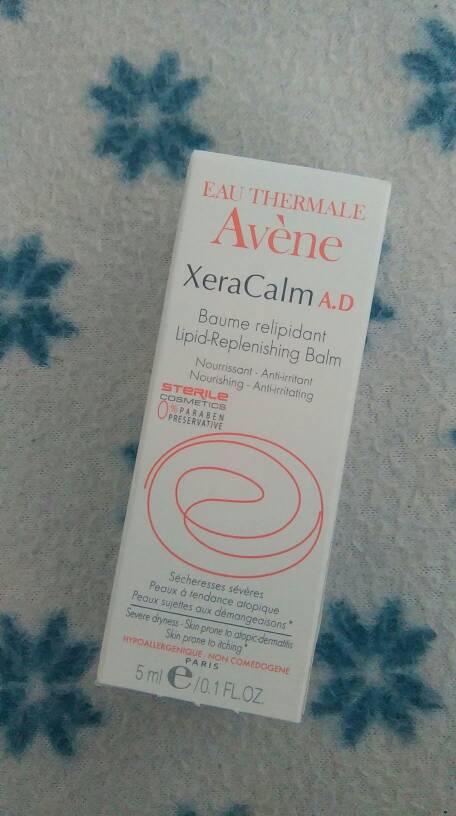 EAU THERMALE
Avène
XeraCalm A.D
Baume relipidant
Lipid-Replenishing Balm
Nourrissant - Anti-irritant
Nourishing - Anti-irritating
STERILE
COSMETICS
0% PARABEN
PRESERVATIVE
Sécheresses sévères
Peaux à tendance atopique
Peaux sujettes aux démangeaisons*
Severe dryness - Skin prone to atopic dermatitis
Skin prone to itching*
HYPOALLERGÉNIQUE - NON COMÉDOGÈNE
PARIS
5 ml e/0.1 FL.OZ.